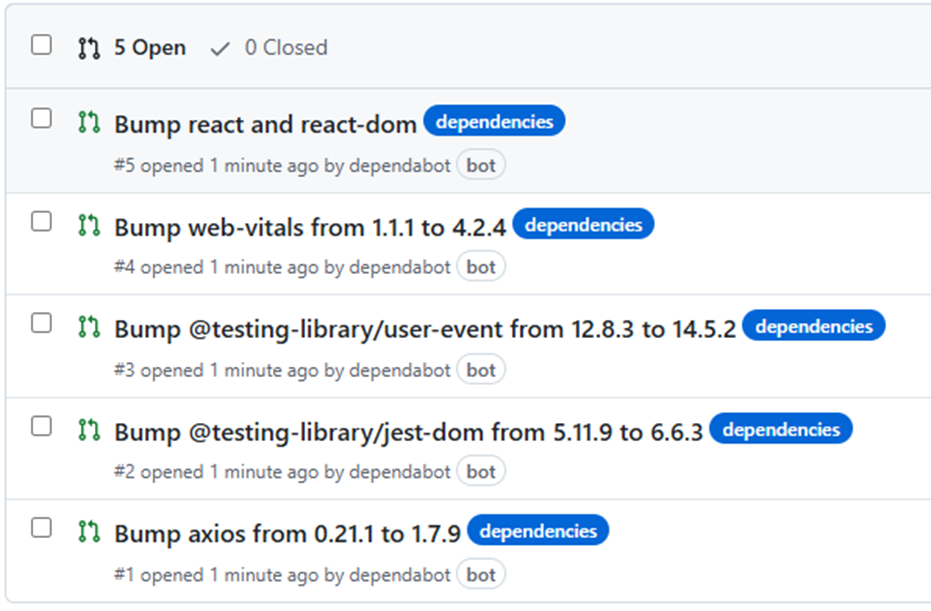 5 Open 0 Closed
Bump react and react-dom dependencies
#5 opened 1 minute ago by dependabot bot
Bump web-vitals from 1.1.1 to 4.2.4 dependencies
#4 opened 1 minute ago by dependabot bot
Bump @testing-library/user-event from 12.8.3 to 14.5.2 dependencies
#3 opened 1 minute ago by dependabot bot
Bump @testing-library/jest-dom from 5.11.9 to 6.6.3 dependencies
#2 opened 1 minute ago by dependabot bot
Bump axios from 0.21.1 to 1.7.9 dependencies
#1 opened 1 minute ago by dependabot bot